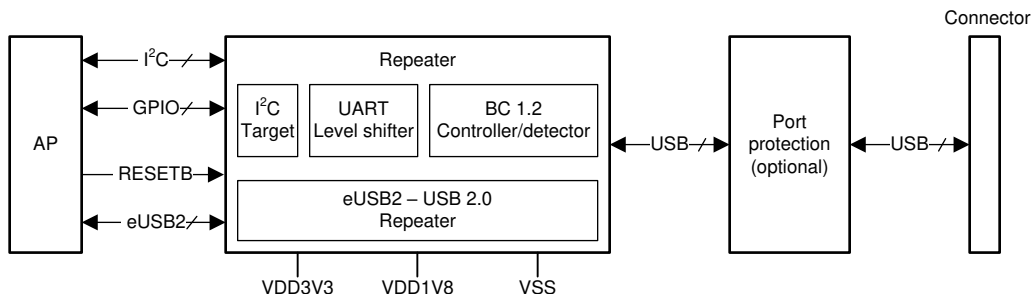 Connector
AP
I²C
GPIO
RESETB
eUSB2
Repeater
I²C
Target
UART
Level shifter
BC 1.2
Controller/detector
eUSB2 – USB 2.0
Repeater
USB
Port
protection
(optional)
USB
VDD3V3
VDD1V8
VSS